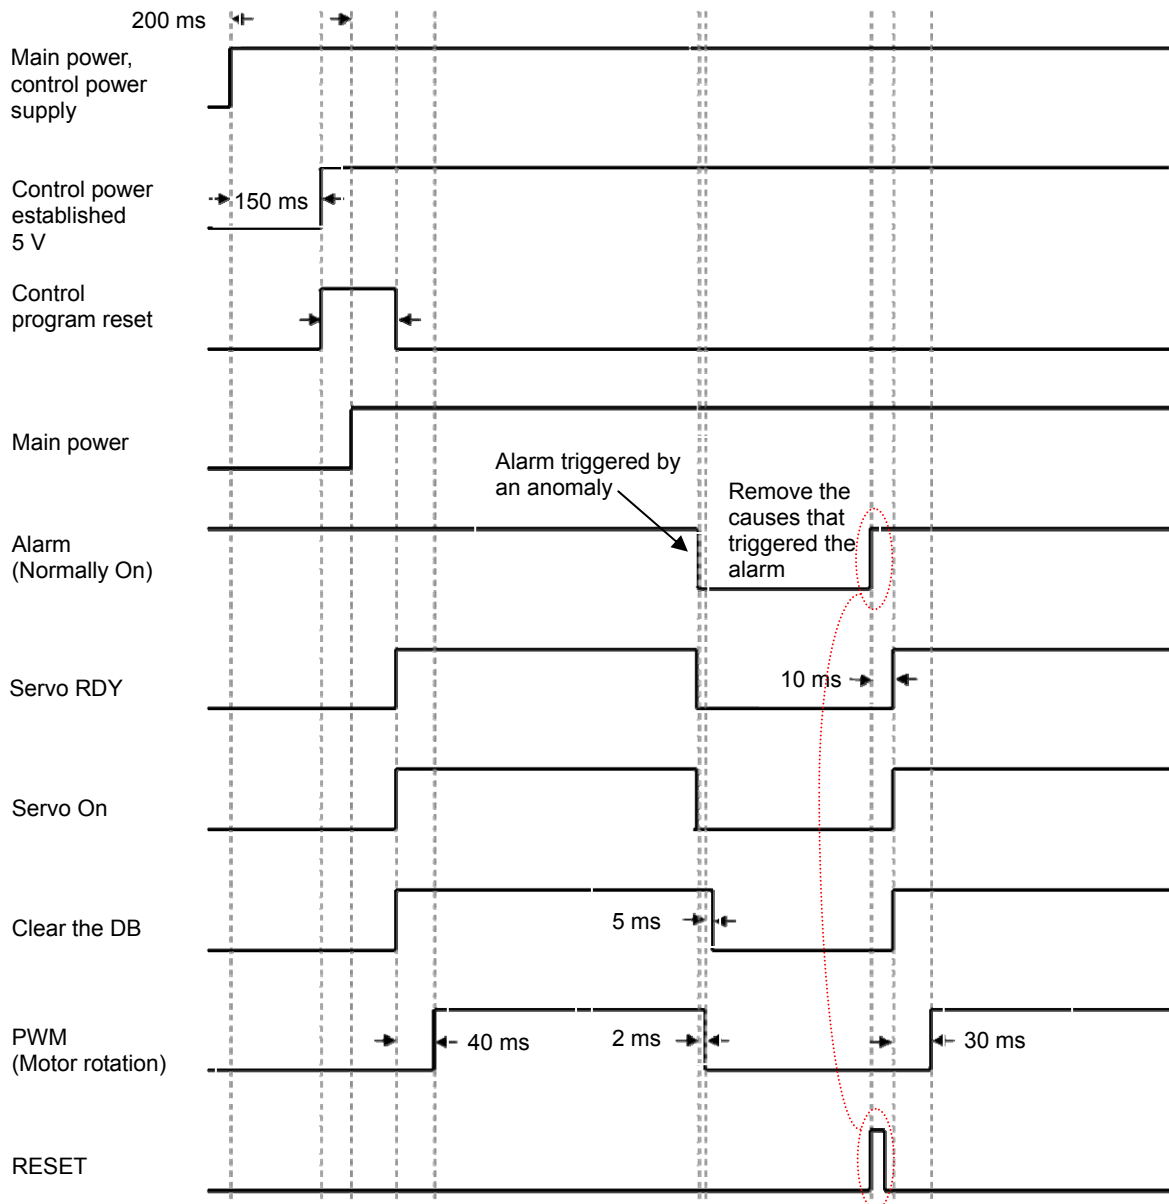 200 ms
Main power,
control power
supply
Control power
established
5 V
150 ms
Control
program reset
Main power
Alarm triggered by
an anomaly
Remove the
causes that
triggered the
alarm
Alarm
(Normally On)
Servo RDY
10 ms
Servo On
Clear the DB
5 ms
PWM
(Motor rotation)
40 ms
2 ms
30 ms
RESET